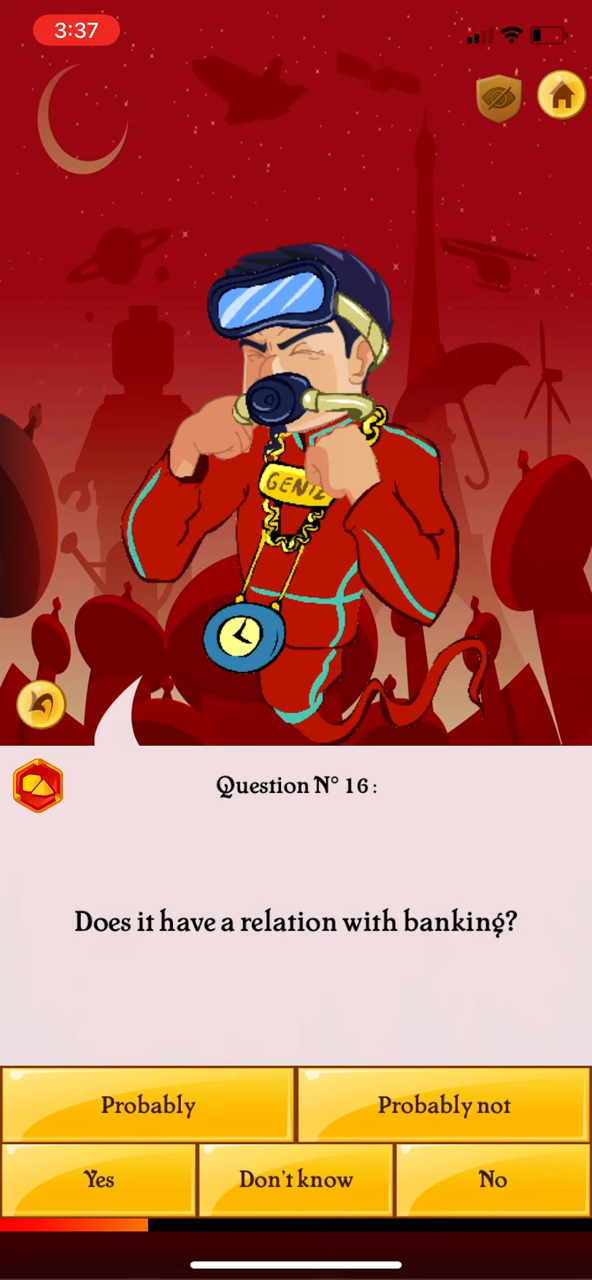 3:37
GENIE
Question N° 16:
Does it have a relation with banking?
Probably
Probably not
Yes
Don't know
No